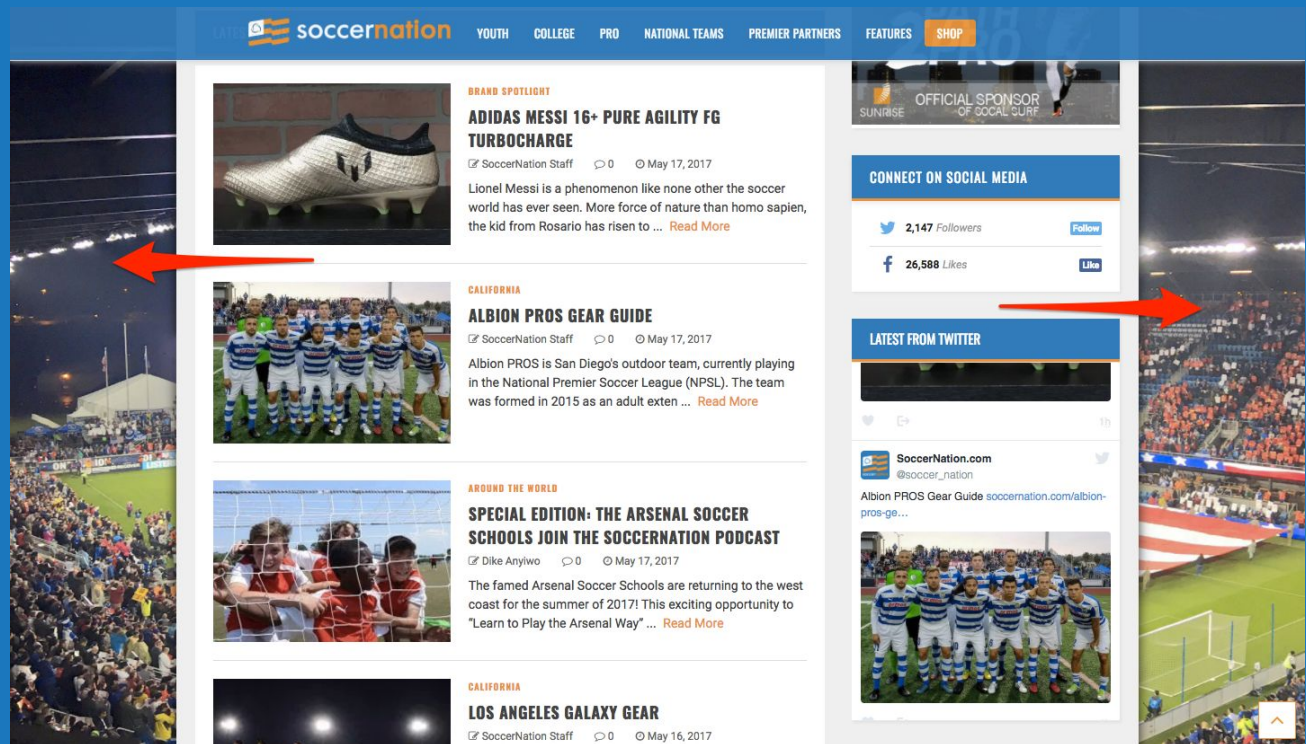 soccernation
YOUTH
COLLEGE
PRO
NATIONAL TEAMS
PREMIER PARTNERS
FEATURES
SHOP
BRAND SPOTLIGHT
ADIDAS MESSI 16+ PURE AGILITY FG
TURBOCHARGE
SoccerNation Staff 0 May 17, 2017
Lionel Messi is a phenomenon like none other the soccer
world has ever seen. More force of nature than homo sapien,
the kid from Rosario has risen to ... Read More
CALIFORNIA
ALBION PROS GEAR GUIDE
SoccerNation Staff 0 May 17, 2017
Albion PROS is San Diego's outdoor team, currently playing
in the National Premier Soccer League (NPSL). The team
was formed in 2015 as an adult exten ... Read More
AROUND THE WORLD
SPECIAL EDITION: THE ARSENAL SOCCER
SCHOOLS JOIN THE SOCCERNATION PODCAST
Dike Anyiwo 0 May 17, 2017
The famed Arsenal Soccer Schools are returning to the west
coast for the summer of 2017! This exciting opportunity to
"Learn to Play the Arsenal Way" ... Read More
CALIFORNIA
LOS ANGELES GALAXY GEAR
SoccerNation Staff 0 May 16, 2017
SUNRISE
OFFICIAL SPONSOR
OF SOCAL SURF
CONNECT ON SOCIAL MEDIA
2,147 Followers Follow
26,588 Likes Like
LATEST FROM TWITTER
1h
SoccerNation.com
@soccer_nation
Albion PROS Gear Guide soccernation.com/albion-
pros-ge...